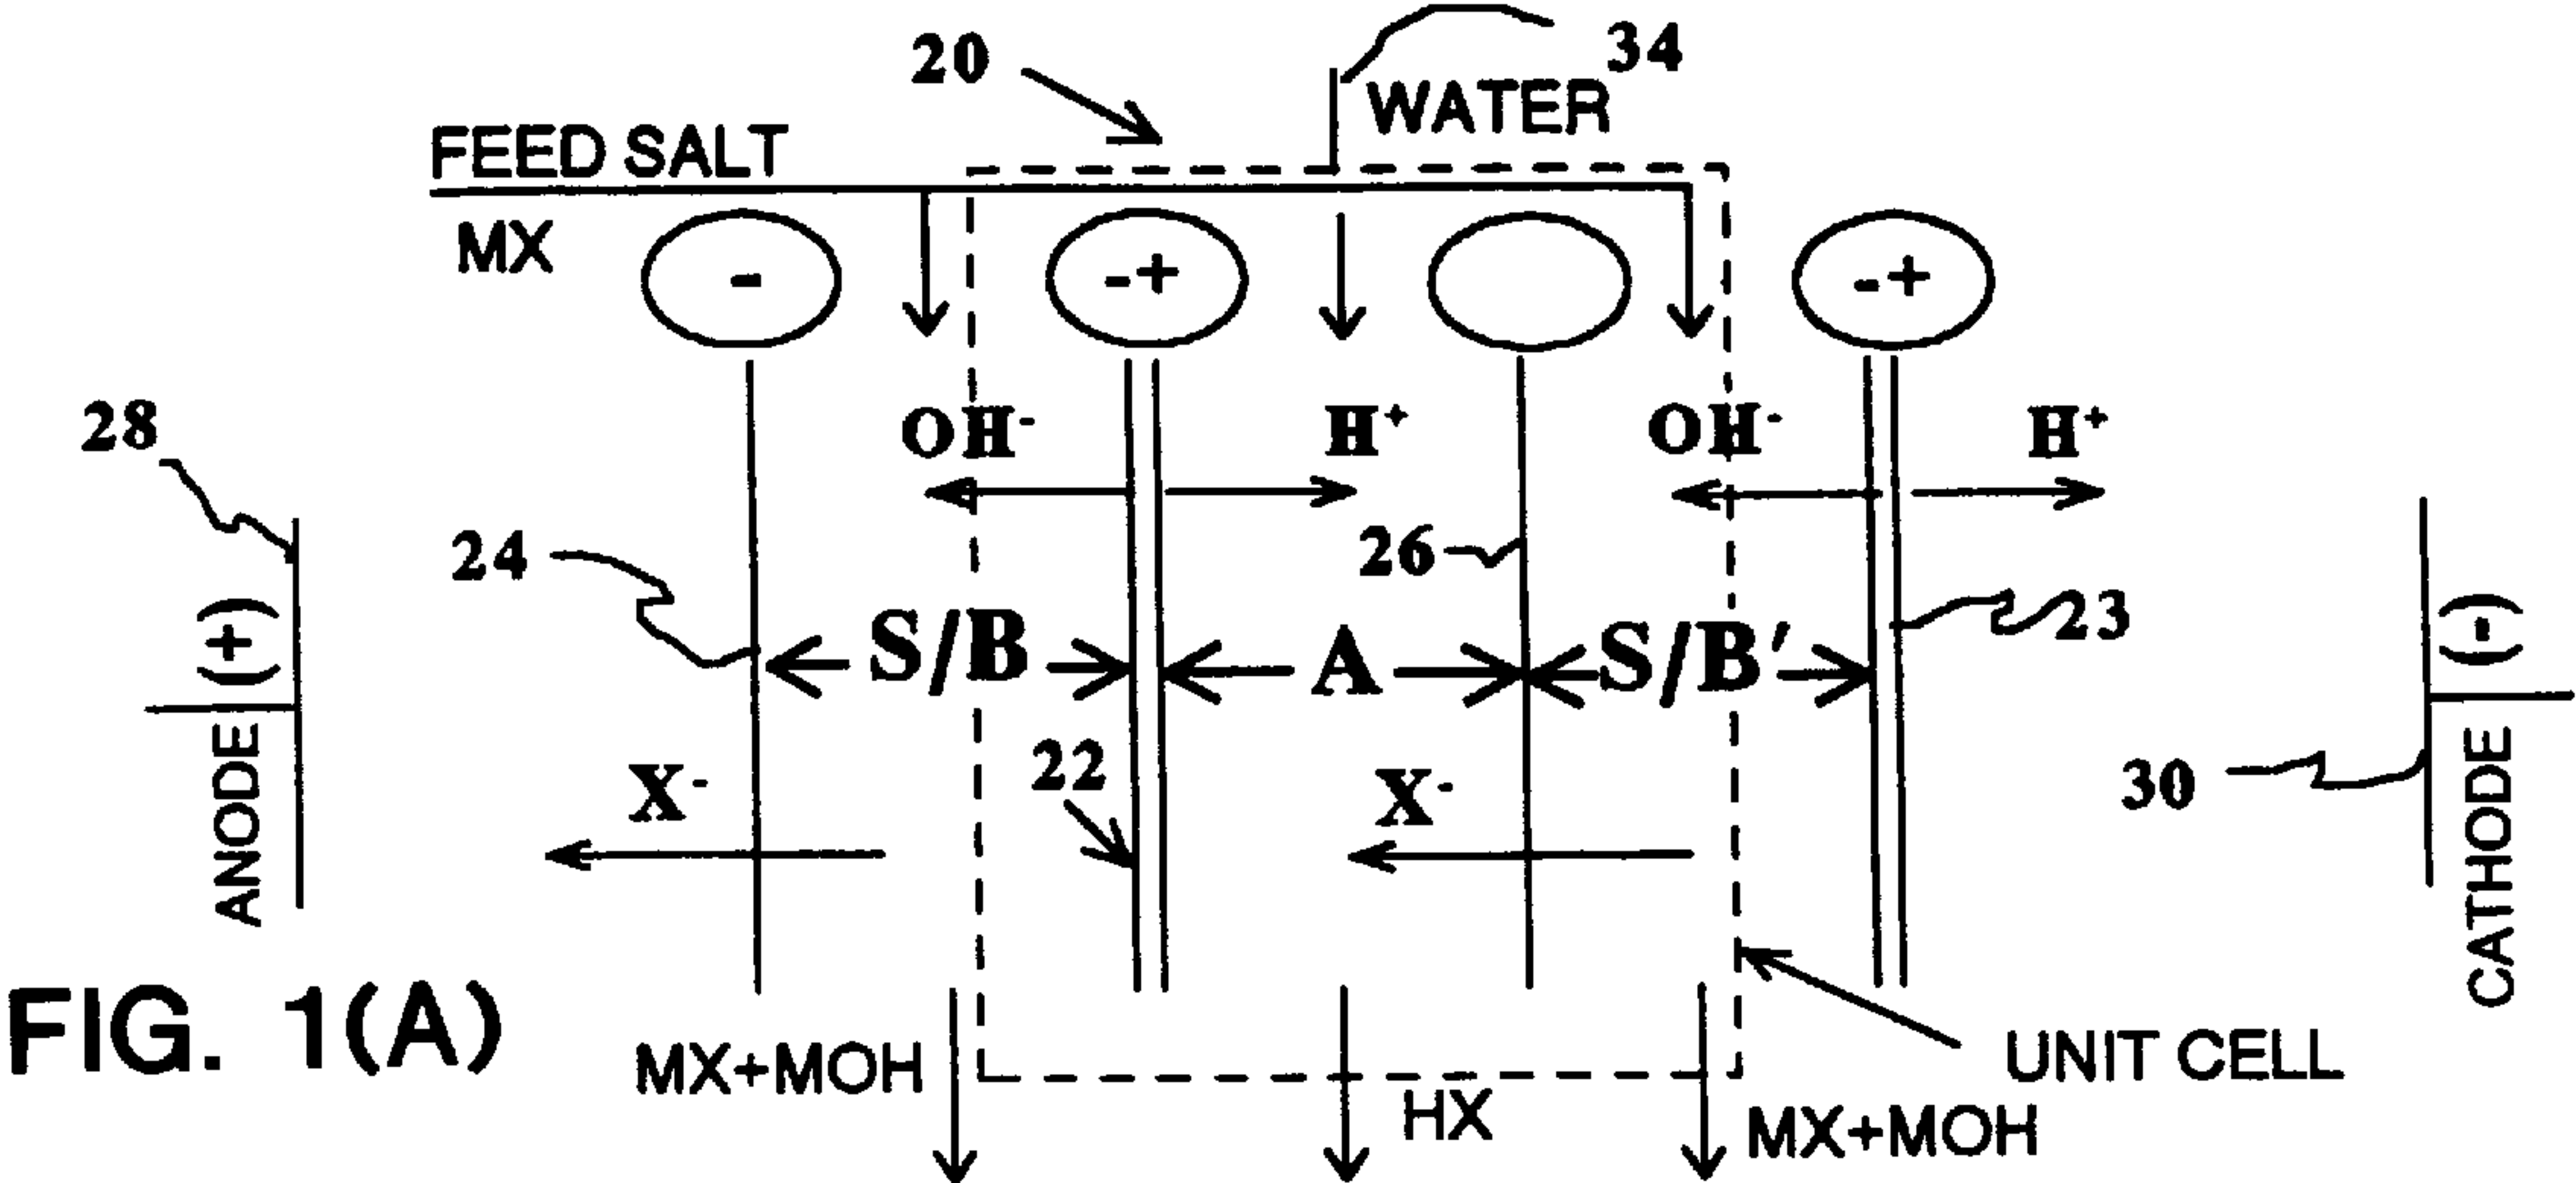 20
34
WATER
FEED SALT
MX
-
-+
-+
28
OH-
H+
OH-
H+
24
26
23
(+)
ANODE
S/B
A
S/B'
(-)
CATHODE
22
X-
X-
30
FIG. 1(A)
MX+MOH
HX
MX+MOH
UNIT CELL